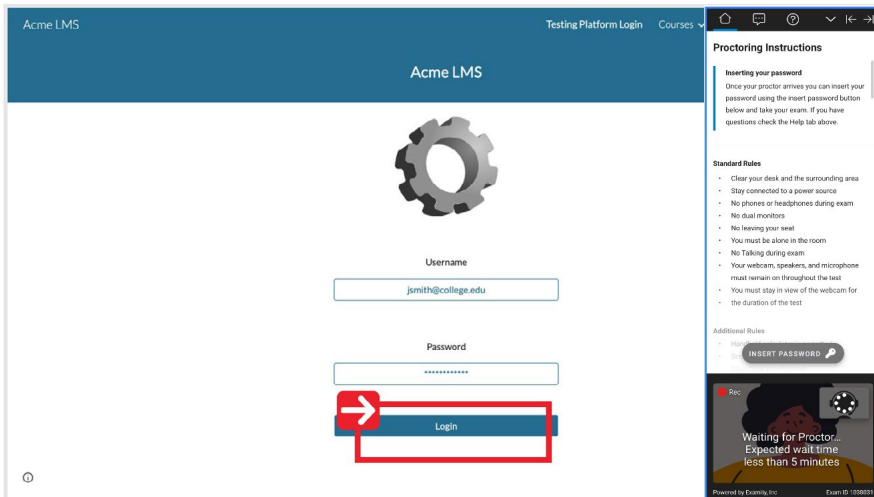 Acme LMS
Testing Platform Login
Courses
Acme LMS
Username
jsmith@college.edu
Password
************
Login
Proctoring Instructions
Inserting your password
Once your proctor arrives you can insert your
password using the insert password button
below and take your exam. If you have
questions check the Help tab above.
Standard Rules
· Clear your desk and the surrounding area
· Stay connected to a power source
· No phones or headphones during exam
· No dual monitors
· No leaving your seat
· You must be alone in the room
· No Talking during exam
· Your webcam, speakers, and microphone
must remain on throughout the test
· You must stay in view of the webcam for
· the duration of the test
Additional Rules
INSERT PASSWORD
Rec
Waiting for Proctor...
Expected wait time
less than 5 minutes
Powered by Examity, Inc
Exam ID 1038031